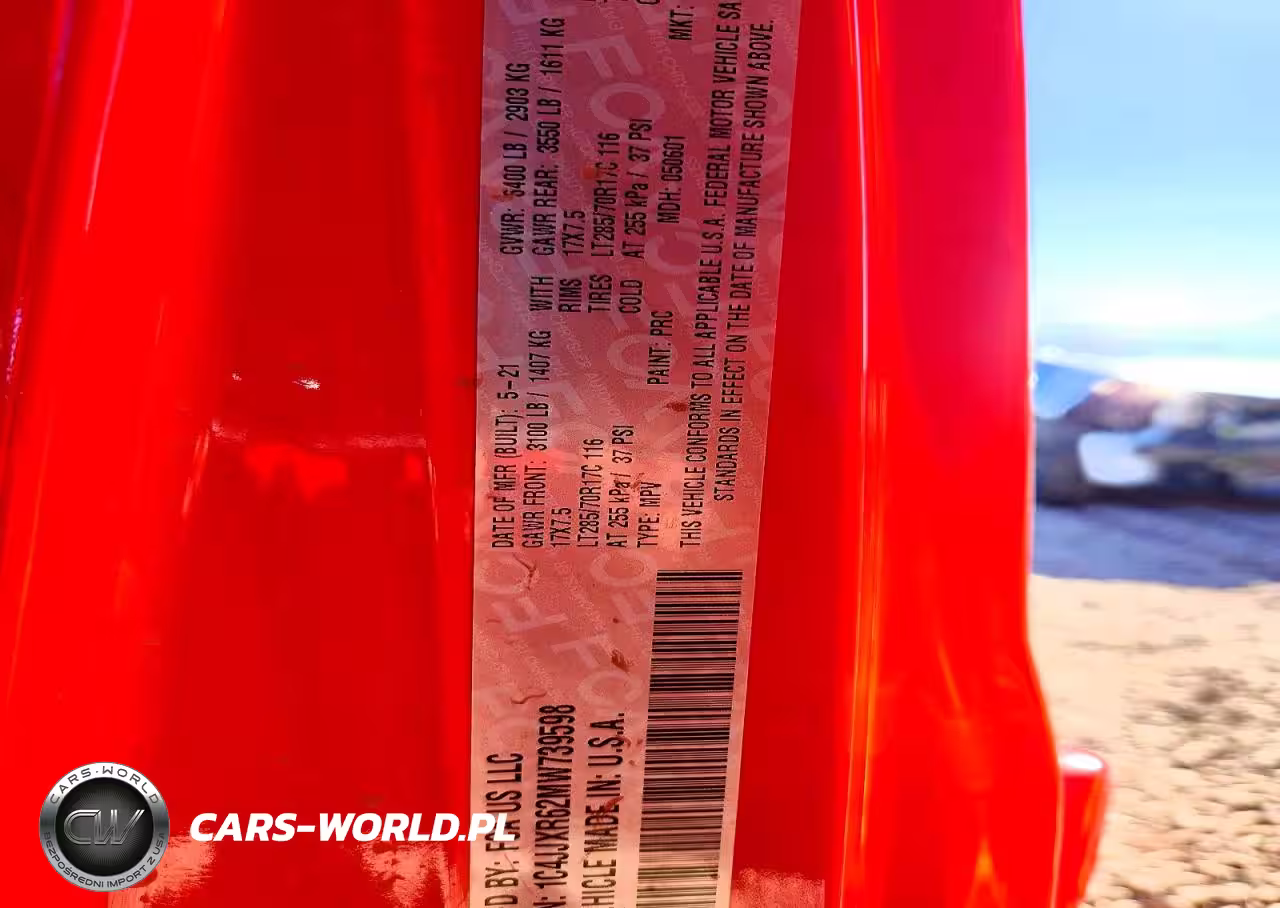 D BY: FCA US LLC
N: 1C4JJXR62MW739598
EHICLE MADE IN: U.S.A.
DATE OF MFR (BUILT): 5-21
GVWR: 6400 LB / 2903 KG
GAWR FRONT: 3100 LB / 1407 KG
WITH
GAWR REAR: 3550 LB / 1611 KG
17X7.5
RIMS
17X7.5
LT285/70R17C 116
TIRES
LT285/70R17C 116
AT 255 kPa / 37 PSI
COLD
AT 255 kPa / 37 PSI
TYPE: MPV
PAINT: PRC
MDH: 050601
MKT:
THIS VEHICLE CONFORMS TO ALL APPLICABLE U.S.A. FEDERAL MOTOR VEHICLE SA
STANDARDS IN EFFECT ON THE DATE OF MANUFACTURE SHOWN ABOVE.
CARS-WORLD
CW
BEZPOŚREDNI IMPORT Z USA
CARS-WORLD.PL